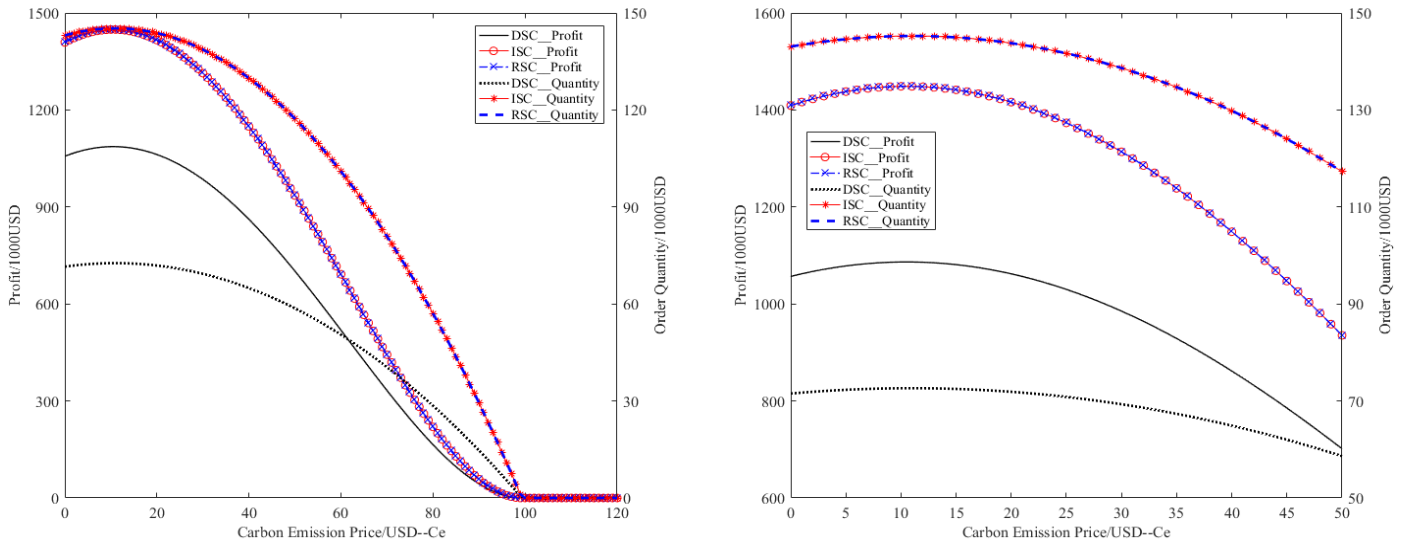 1500
1200
900
600
300
0
Profit/1000USD
0
20
40
60
80
100
120
Carbon Emission Price/USD--Ce
150
120
90
60
30
0
Order Quantity/1000USD
DSC__Profit
ISC__Profit
RSC__Profit
DSC__Quantity
ISC__Quantity
RSC__Quantity
1600
1400
1200
1000
800
600
Profit/1000USD
0
5
10
15
20
25
30
35
40
45
50
Carbon Emission Price/USD--Ce
150
130
110
90
70
50
Order Quantity/1000USD
DSC__Profit
ISC__Profit
RSC__Profit
DSC__Quantity
ISC__Quantity
RSC__Quantity